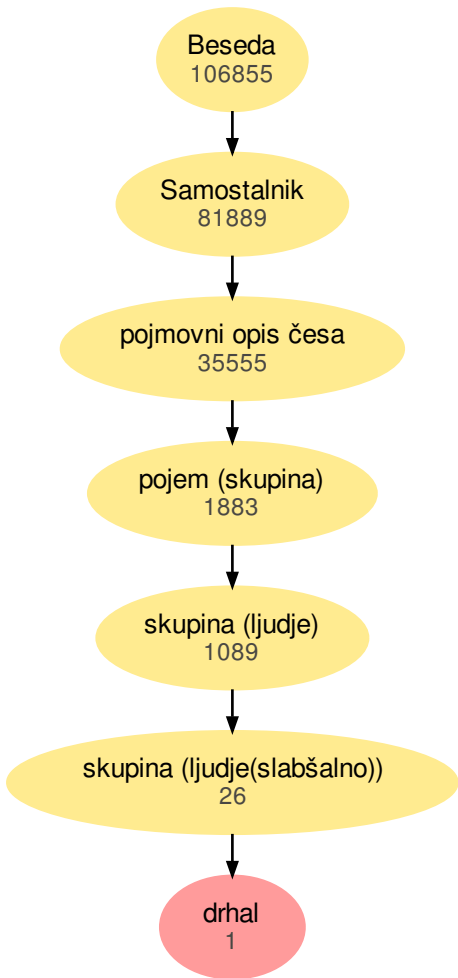 Beseda
106855
Samostalnik
81889
pojmovni opis česa
35555
pojem (skupina)
1883
skupina (ljudje)
1089
skupina (ljudje(slabšalno))
26
drhal
1